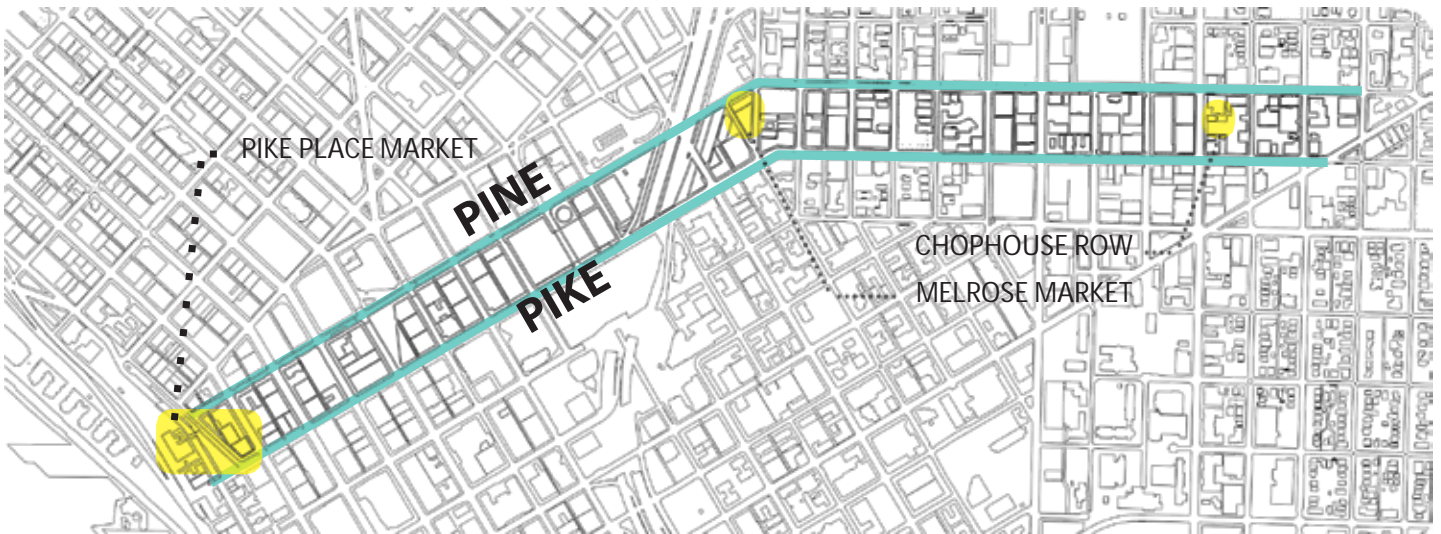 PIKE PLACE MARKET
PINE
PIKE
CHOPHOUSE ROW
MELROSE MARKET